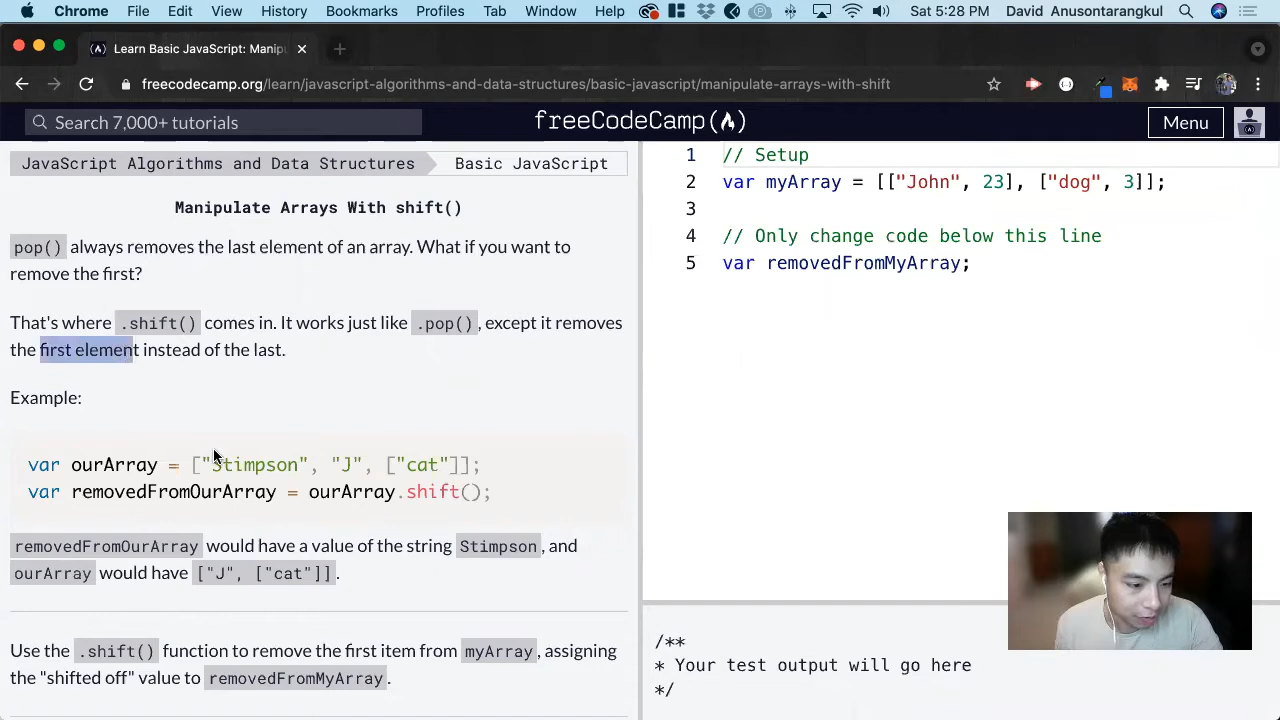 File Edit View History Bookmarks Profiles Tab Window Help Sat 5:28 PM David Anusontarangkul
Learn Basic JavaScript: Manip
freecodecamp.org/learn/javascript-algorithms-and-data-structures/basic-javascript/manipulate-arrays-with-shift
Search 7,000+ tutorials
freeCodeCamp
Menu
JavaScript Algorithms and Data Structures
Basic JavaScript
Manipulate Arrays With shift()
pop() always removes the last element of an array. What if you want to
remove the first?
That's where .shift() comes in. It works just like .pop(), except it removes
the first element instead of the last.
Example:
var ourArray = ["Stimpson", "J", ["cat"]];
var removedFromOurArray = ourArray.shift();
removedFromOurArray would have a value of the string Stimpson, and
ourArray would have ["J", ["cat"]].
Use the .shift() function to remove the first item from myArray, assigning
the "shifted off" value to removedFromMyArray.
1 // Setup
2 var myArray = [["John", 23], ["dog", 3]];
3
4 // Only change code below this line
5 var removedFromMyArray;
/**
* Your test output will go here
*/